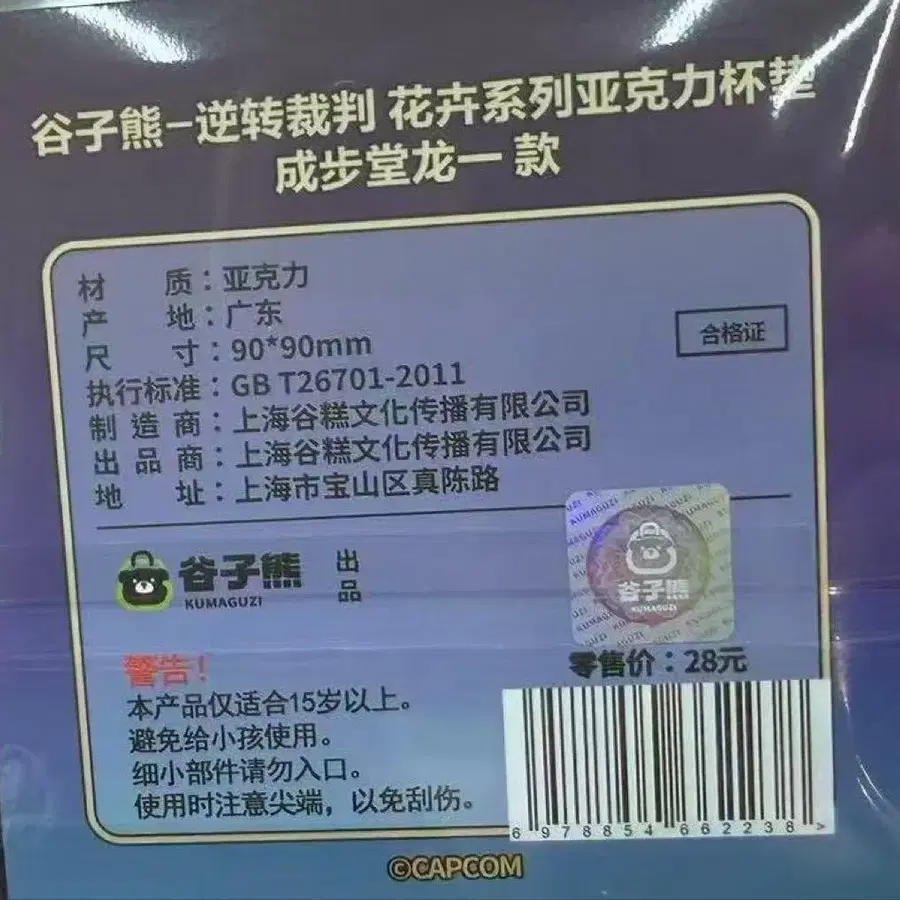 谷子熊-逆转裁判 花卉系列亚克力杯垫
成步堂龙一 款
材质：亚克力
产地：广东
尺寸：90*90mm
执行标准：GB T26701-2011
制造商：上海谷糕文化传播有限公司
出品商：上海谷糕文化传播有限公司
地址：上海市宝山区真陈路
合格证
谷子熊
KUMAGUZI
出品
谷子熊
KUMAGUZI
零售价：28元
警告！
本产品仅适合15岁以上。
避免给小孩使用。
细小部件请勿入口。
使用时注意尖端，以免刮伤。
6 978854 662238 >
©CAPCOM